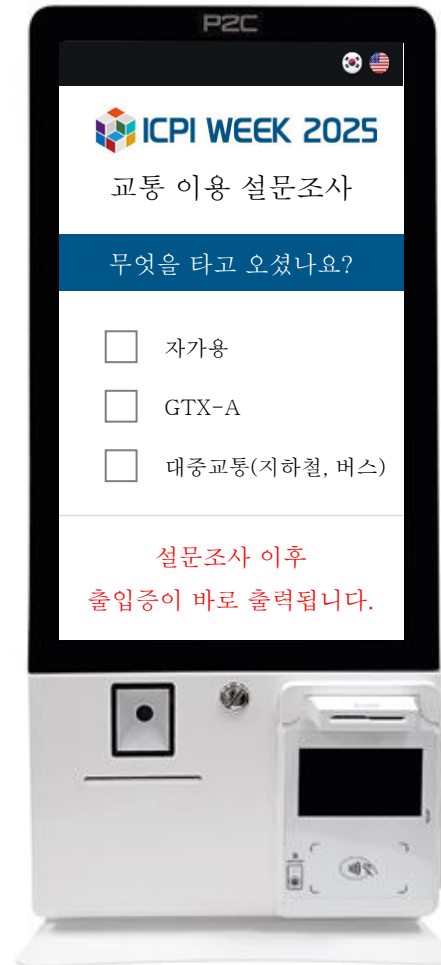 P2C
ICPI WEEK 2025
교통 이용 설문조사
무엇을 타고 오셨나요?
자가용
GTX-A
대중교통(지하철, 버스)
설문조사 이후
출입증이 바로 출력됩니다.